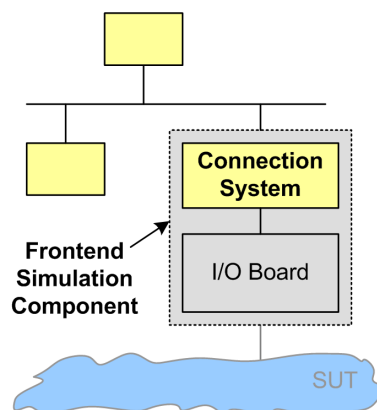 Connection
System
I/O Board
Frontend
Simulation
Component
SUT